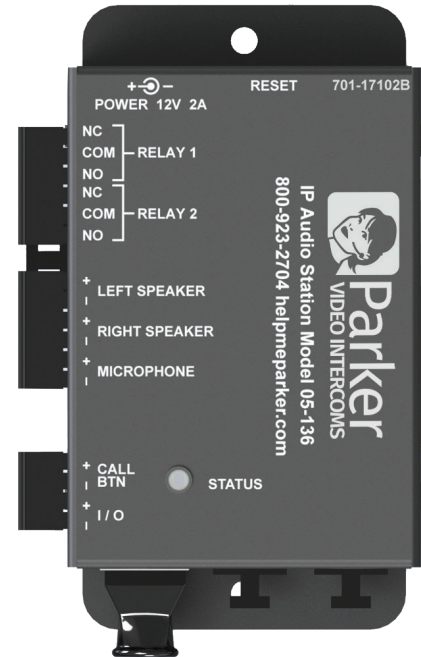 + -
POWER 12V 2A
RESET
701-17102B
NC
COM
NO
RELAY 1
NC
COM
NO
RELAY 2
+
-
LEFT SPEAKER
+
-
RIGHT SPEAKER
+
-
MICROPHONE
+
-
CALL
BTN
+
-
I / O
STATUS
Parker
VIDEO INTERCOMS
IP Audio Station Model 05-136
800-923-2704 helpmeparker.com